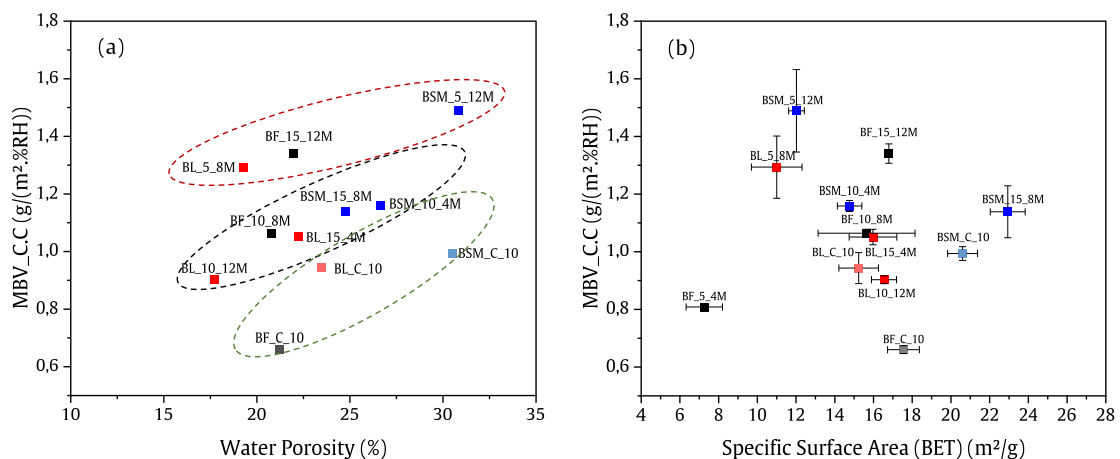 (a)
MBV_C.C (g/(m².%RH))
1,8
1,6
1,4
1,2
1,0
0,8
0,6
BSM_5_12M
BF_15_12M
BL_5_8M
BSM_15_8M
BSM_10_4M
BF_10_8M
BL_15_4M
BL_10_12M
BL_C_10
BSM_C_10
BF_C_10
10
15
20
25
30
35
Water Porosity (%)
(b)
MBV_C.C (g/(m².%RH))
1,8
1,6
1,4
1,2
1,0
0,8
0,6
BSM_5_12M
BF_15_12M
BL_5_8M
BSM_10_4M
BSM_15_8M
BF_10_8M
BSM_C_10
BL_C_10
BL_15_4M
BL_10_12M
BF_5_4M
BF_C_10
4
6
8
10
12
14
16
18
20
22
24
26
28
Specific Surface Area (BET) (m²/g)